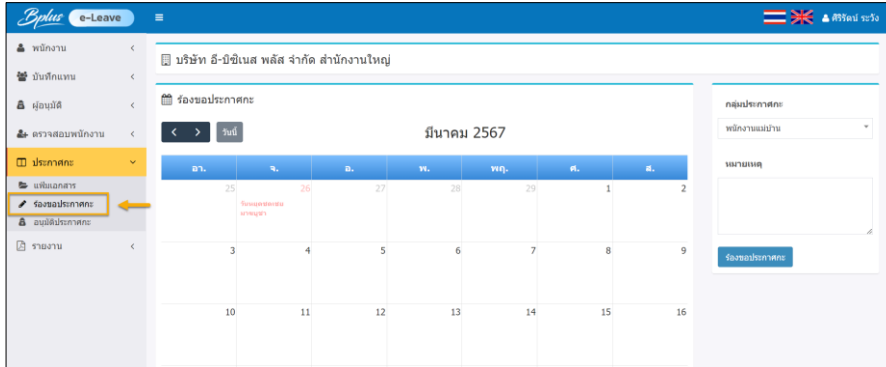 Bplus e-Leave
ศิริรัตน์ ระวัง
พนักงาน
บันทึกแทน
ผู้อนุมัติ
ตรวจสอบพนักงาน
ประกาศกะ
แฟ้มเอกสาร
ร้องขอประกาศกะ
อนุมัติประกาศกะ
รายงาน
บริษัท อี-บิซิเนส พลัส จำกัด สำนักงานใหญ่
ร้องขอประกาศกะ
วันนี้
มีนาคม 2567
อา. จ. อ. พ. พฤ. ศ. ส.
25 26 27 28 29 1 2
3 4 5 6 7 8 9
10 11 12 13 14 15 16
กลุ่มประกาศกะ
พนักงานแม่บ้าน
หมายเหตุ
ร้องขอประกาศกะ